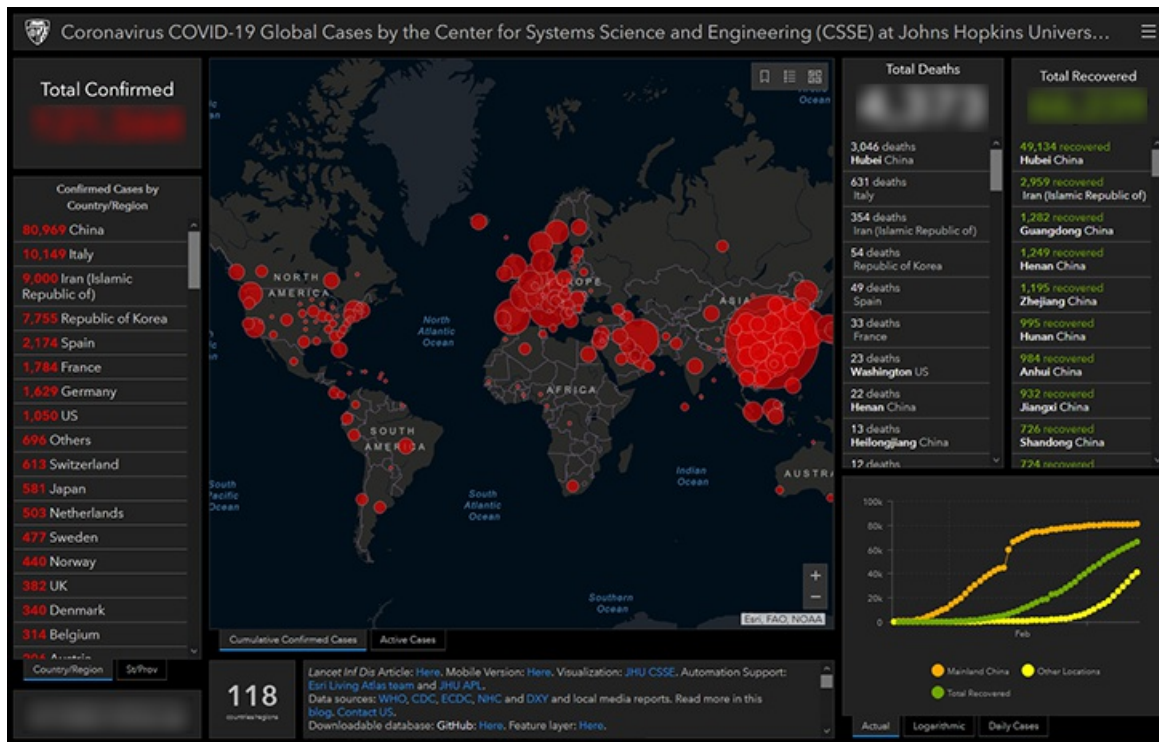 Coronavirus COVID-19 Global Cases by the Center for Systems Science and Engineering (CSSE) at Johns Hopkins Univers...
Total Confirmed
Confirmed Cases by
Country/Region
80,969 China
10,149 Italy
9,000 Iran (Islamic
Republic of)
7,755 Republic of Korea
2,174 Spain
1,784 France
1,629 Germany
1,050 US
696 Others
613 Switzerland
581 Japan
503 Netherlands
477 Sweden
440 Norway
382 UK
340 Denmark
314 Belgium
Country/Region
St/Prov
Ocean
NORTH
AMERICA
North
Atlantic
Ocean
ASIA
AFRICA
SOUTH
AMERICA
South
Pacific
Ocean
South
Atlantic
Ocean
Indian
Ocean
AUSTRA
Southern
Ocean
+
−
Esri, FAO, NOAA
Cumulative Confirmed Cases
Active Cases
118
countries/regions
Lancet Inf Dis Article: Here. Mobile Version: Here. Visualization: JHU CSSE. Automation Support:
Esri Living Atlas team and JHU APL.
Data sources: WHO, CDC, ECDC, NHC and DXY and local media reports. Read more in this
blog. Contact US.
Downloadable database: GitHub: Here. Feature layer: Here.
Total Deaths
3,046 deaths
Hubei China
631 deaths
Italy
354 deaths
Iran (Islamic Republic of)
54 deaths
Republic of Korea
49 deaths
Spain
33 deaths
France
23 deaths
Washington US
22 deaths
Henan China
13 deaths
Heilongjiang China
12 deaths
Total Recovered
49,134 recovered
Hubei China
2,959 recovered
Iran (Islamic Republic of)
1,282 recovered
Guangdong China
1,249 recovered
Henan China
1,195 recovered
Zhejiang China
995 recovered
Hunan China
984 recovered
Anhui China
932 recovered
Jiangxi China
726 recovered
Shandong China
724 recovered
100k
80k
60k
40k
20k
0
Feb
Mainland China
Other Locations
Total Recovered
Actual
Logarithmic
Daily Cases